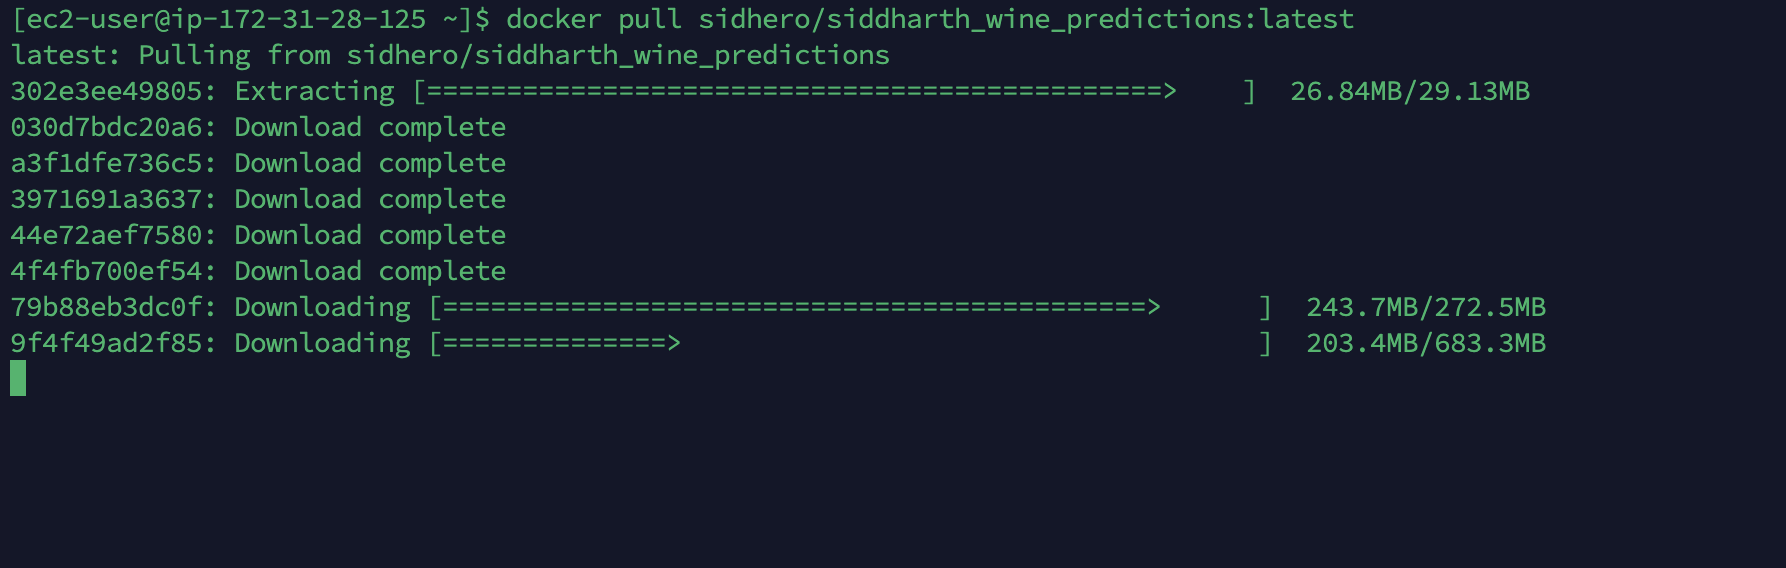 [ec2-user@ip-172-31-28-125 ~]$ docker pull sidhero/siddharth_wine_predictions:latest
latest: Pulling from sidhero/siddharth_wine_predictions
302e3ee49805: Extracting [==============================================>    ]  26.84MB/29.13MB
030d7bdc20a6: Download complete
a3f1dfe736c5: Download complete
3971691a3637: Download complete
44e72aef7580: Download complete
4f4fb700ef54: Download complete
79b88eb3dc0f: Downloading [============================================>      ]  243.7MB/272.5MB
9f4f49ad2f85: Downloading [==============>                                    ]  203.4MB/683.3MB